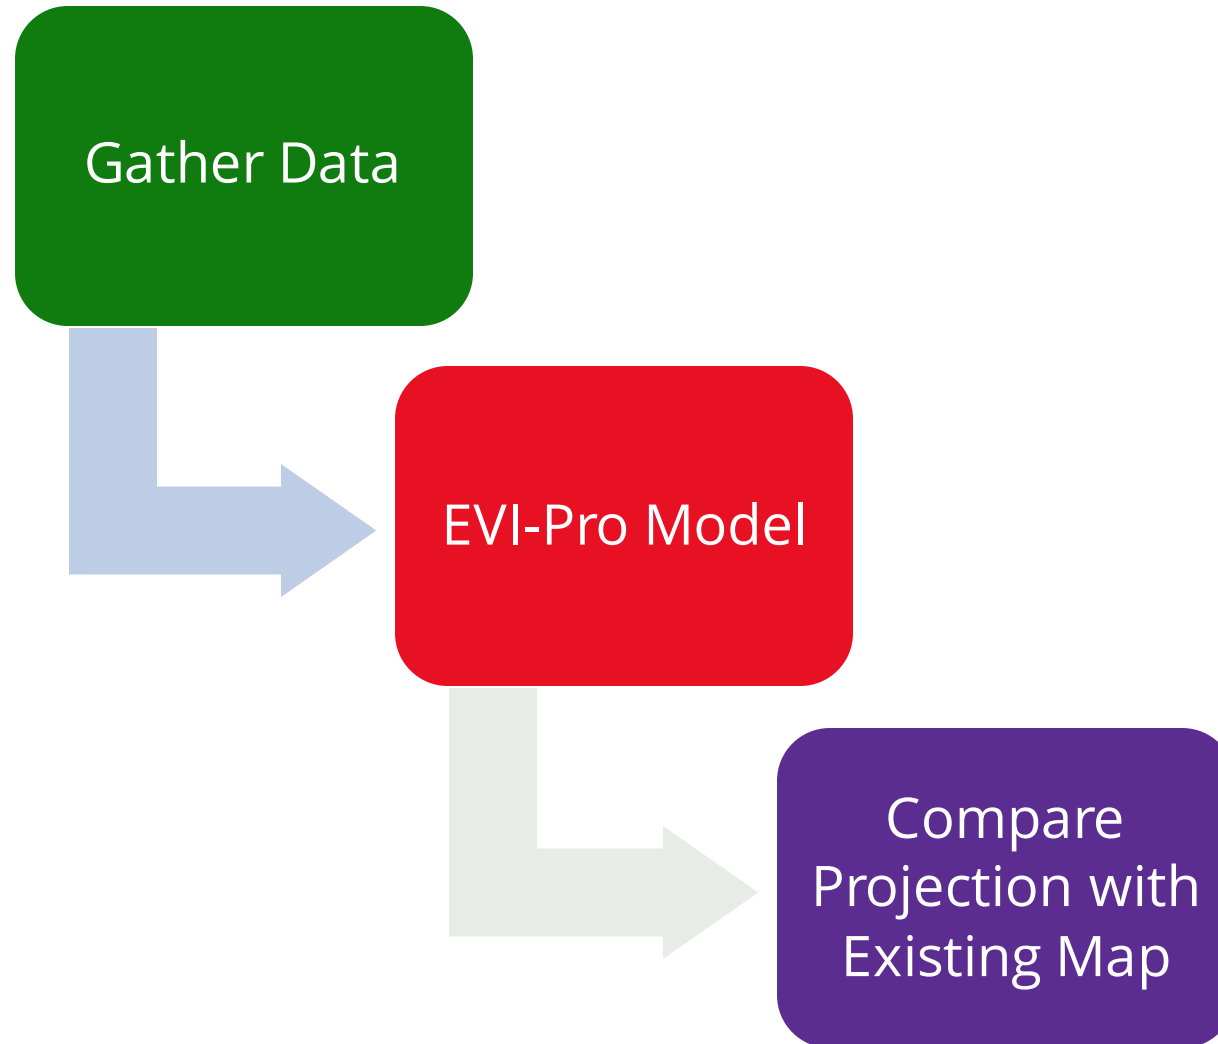 Gather Data
EVI-Pro Model
Compare
Projection with
Existing Map